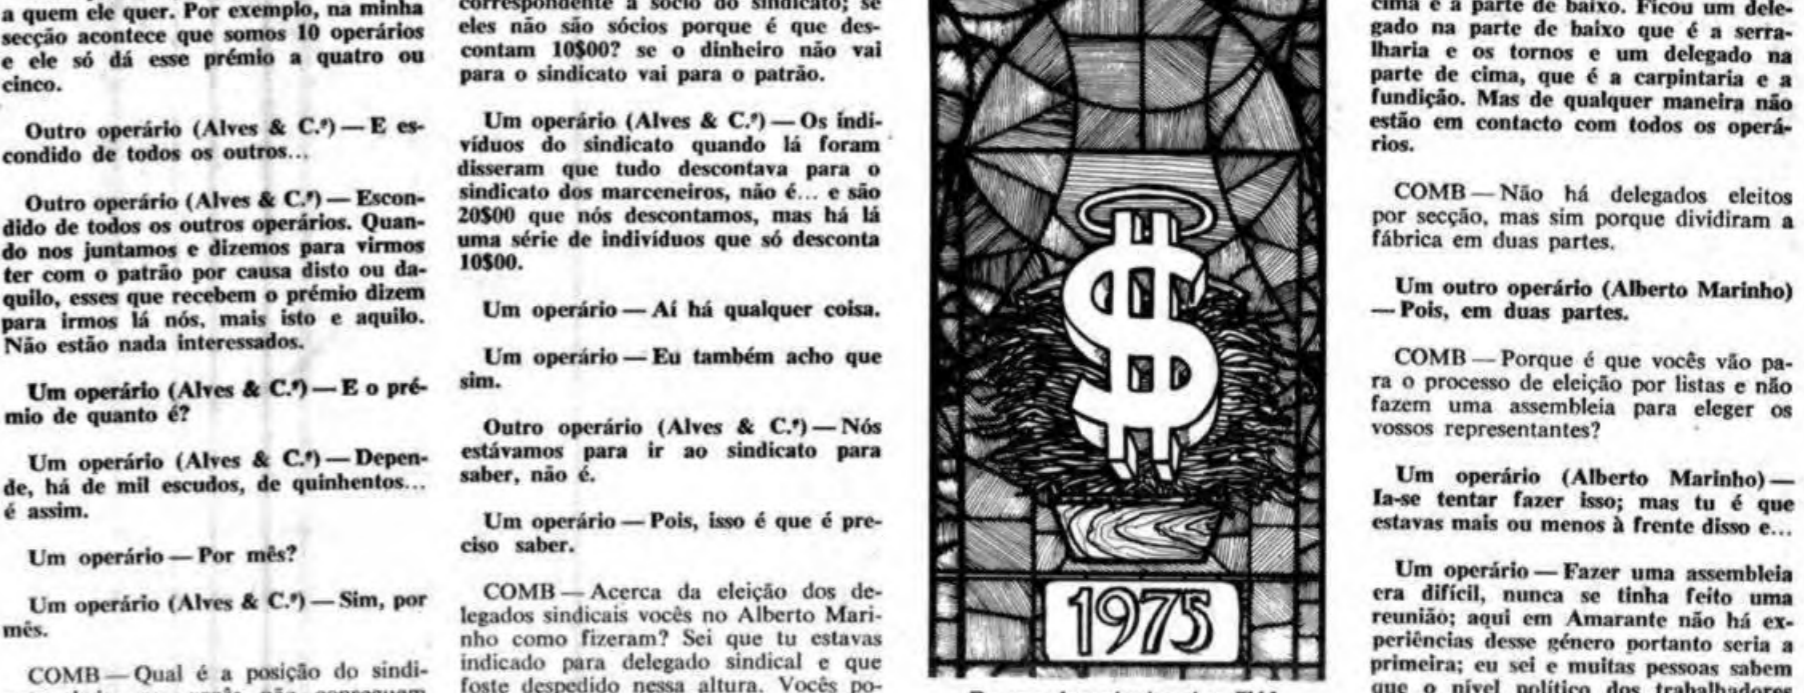 a quem ele quer. Por exemplo, na minha
secção acontece que somos 10 operários
e ele só dá esse prémio a quatro ou
cinco.
Outro operário (Alves & C.ª) — E es-
condido de todos os outros...
Outro operário (Alves & C.ª) — Escon-
dido de todos os outros operários. Quan-
do nos juntamos e dizemos para virmos
ter com o patrão por causa disto ou da-
quilo, esses que recebem o prémio dizem
para irmos lá nós, mais isto e aquilo.
Não estão nada interessados.
Um operário (Alves & C.ª) — E o pré-
mio de quanto é?
Um operário (Alves & C.ª) — Depen-
de, há de mil escudos, de quinhentos...
é assim.
Um operário — Por mês?
Um operário (Alves & C.ª) — Sim, por
mês.
COMB — Qual é a posição do sindi-
correspondente a sócio do sindicato; se
eles não são sócios porque é que des-
contam 10$00? se o dinheiro não vai
para o sindicato vai para o patrão.
Um operário (Alves & C.ª) — Os indi-
víduos do sindicato quando lá foram
disseram que tudo descontava para o
sindicato dos marceneiros, não é... e são
20$00 que nós descontamos, mas há lá
uma série de indivíduos que só desconta
10$00.
Um operário — Aí há qualquer coisa.
Um operário — Eu também acho que
sim.
Outro operário (Alves & C.ª) — Nós
estávamos para ir ao sindicato para
saber, não é.
Um operário — Pois, isso é que é pre-
ciso saber.
COMB — Acerca da eleição dos de-
legados sindicais vocês no Alberto Mari-
nho como fizeram? Sei que tu estavas
indicado para delegado sindical e que
foste despedido nessa altura. Vocês po-
$
1975
cima e a parte de baixo. Ficou um dele-
gado na parte de baixo que é a serra-
lharia e os tornos e um delegado na
parte de cima, que é a carpintaria e a
fundição. Mas de qualquer maneira não
estão em contacto com todos os operá-
rios.
COMB — Não há delegados eleitos
por secção, mas sim porque dividiram a
fábrica em duas partes.
Um outro operário (Alberto Marinho)
— Pois, em duas partes.
COMB — Porque é que vocês vão pa-
ra o processo de eleição por listas e não
fazem uma assembleia para eleger os
vossos representantes?
Um operário (Alberto Marinho) —
Ia-se tentar fazer isso; mas tu é que
estavas mais ou menos à frente disso e...
Um operário — Fazer uma assembleia
era difícil, nunca se tinha feito uma
reunião; aqui em Amarante não há ex-
periências desse género portanto seria a
primeira; eu sei e muitas pessoas sabem
que o nível político dos trabalhadores